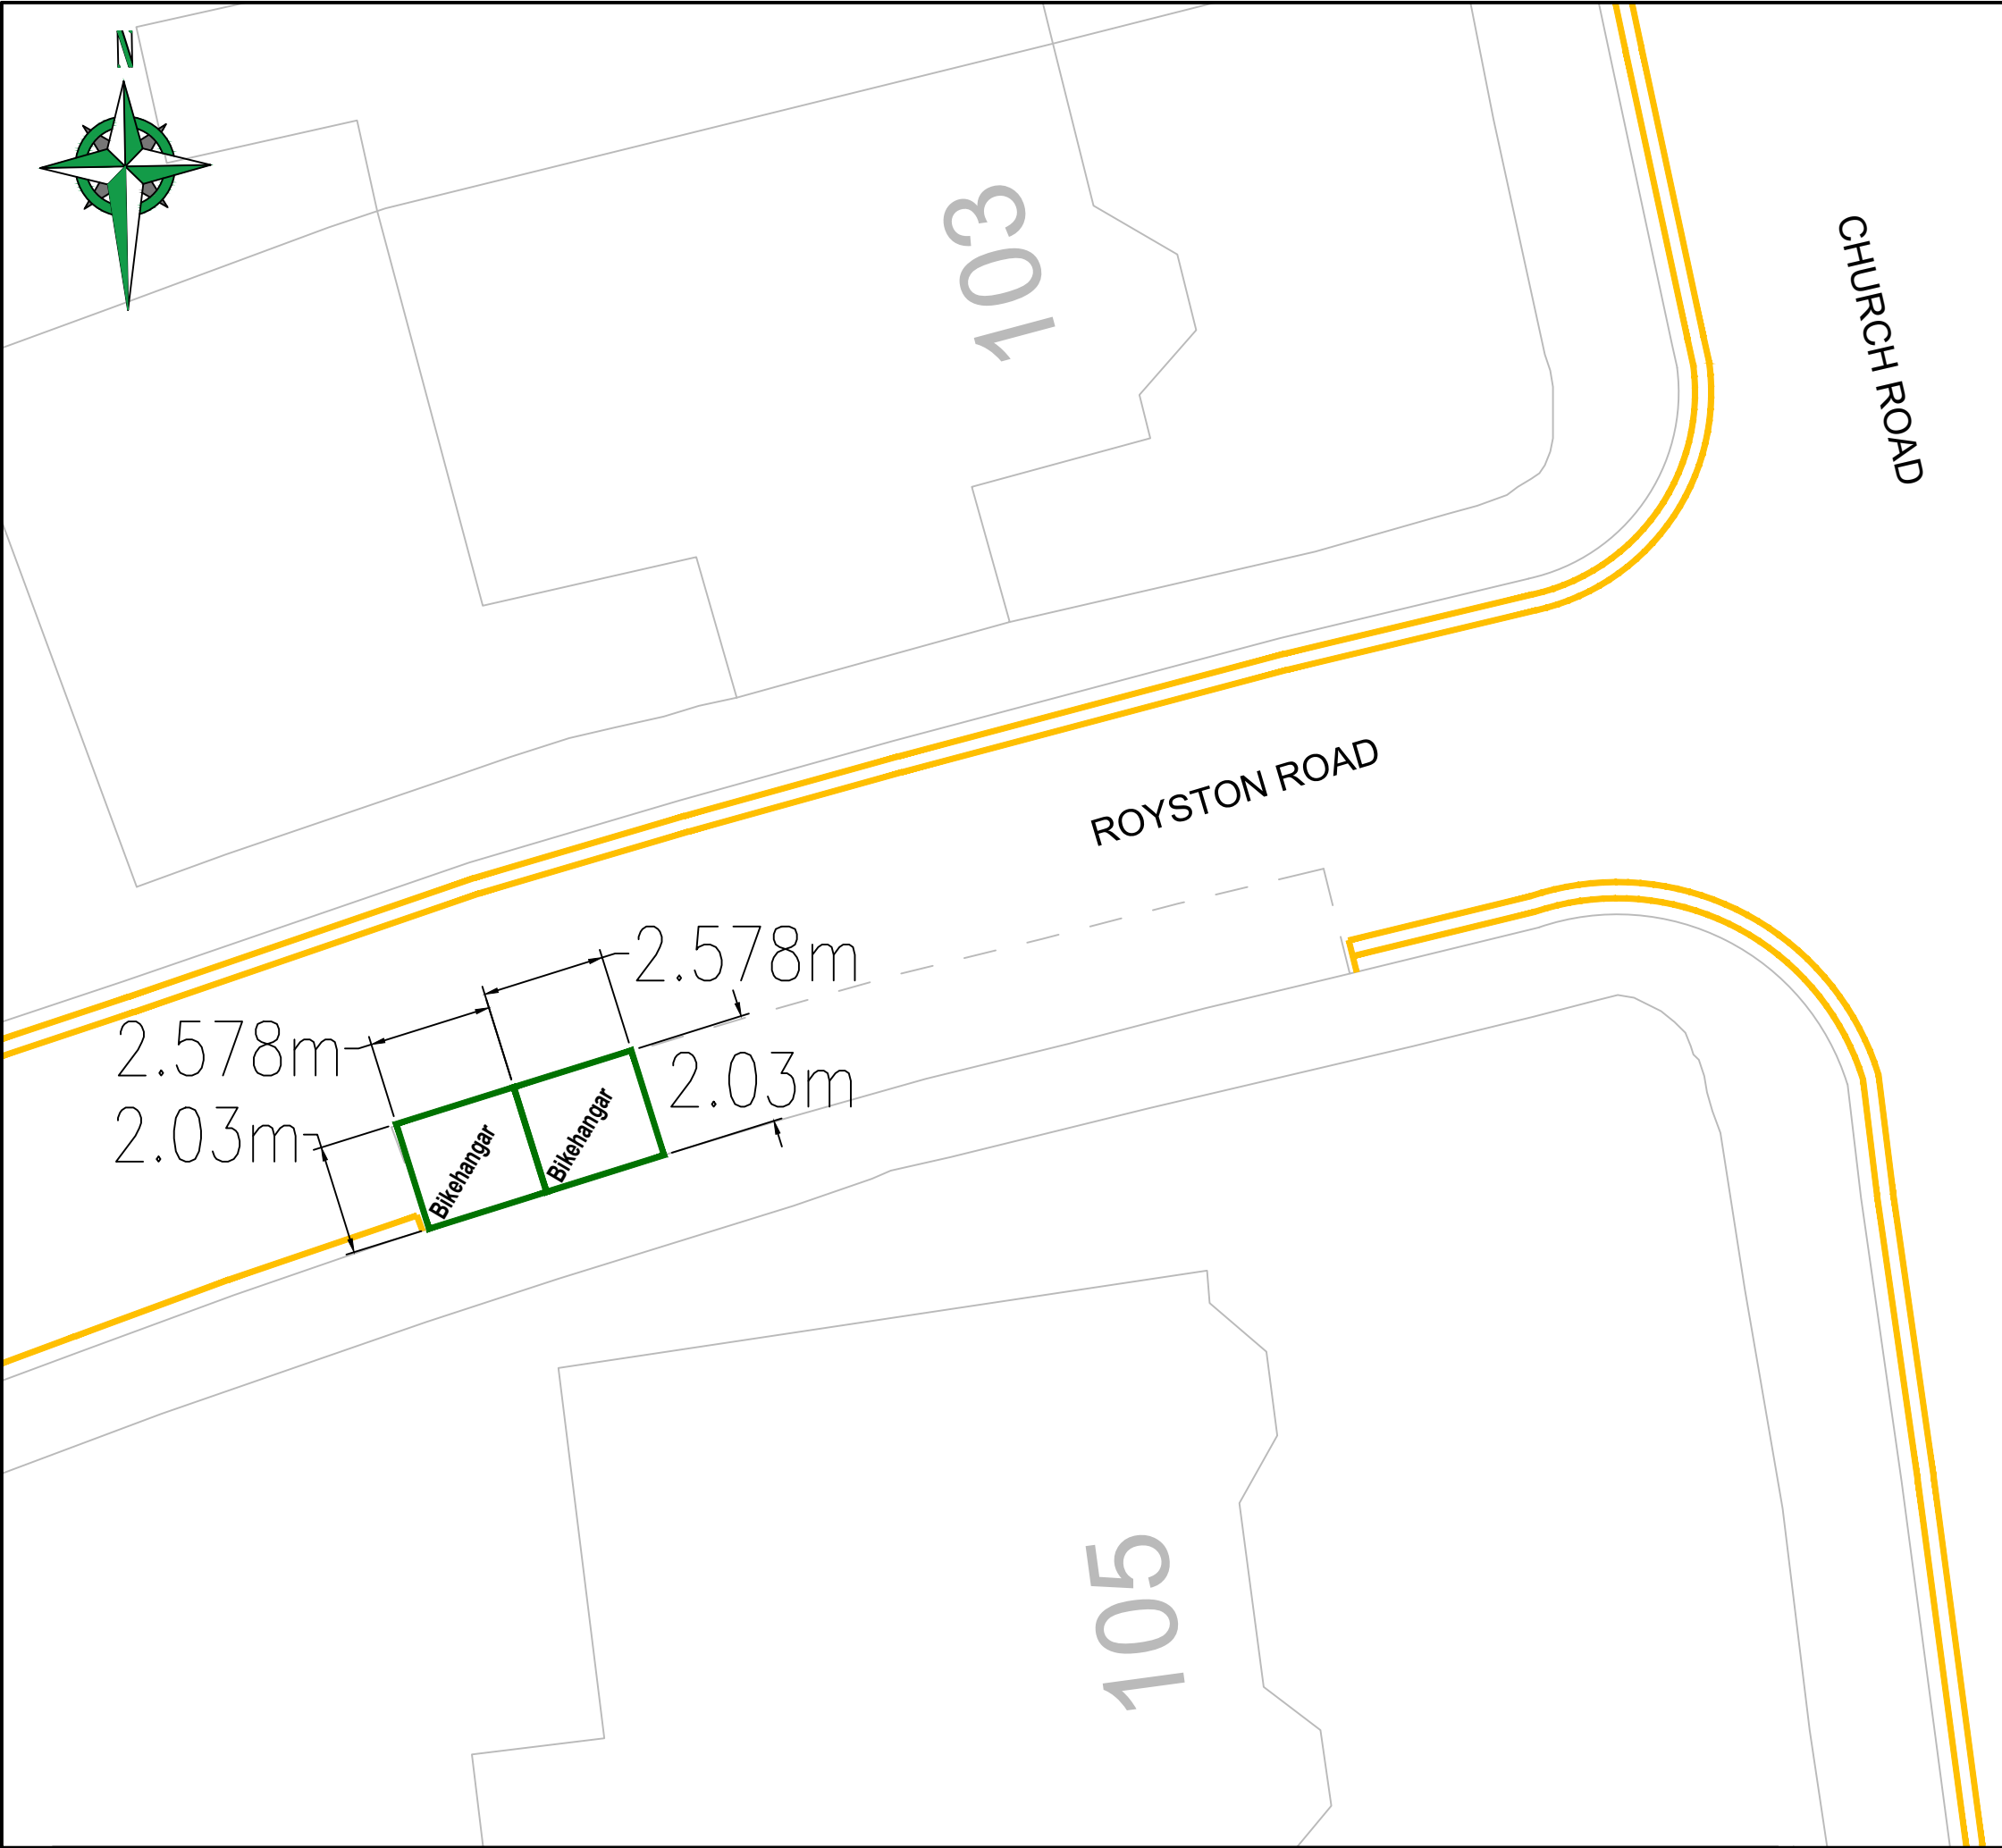 N
103
CHURCH ROAD
ROYSTON ROAD
2.578m
2.578m
2.03m
2.03m
Bikehangar
Bikehangar
105